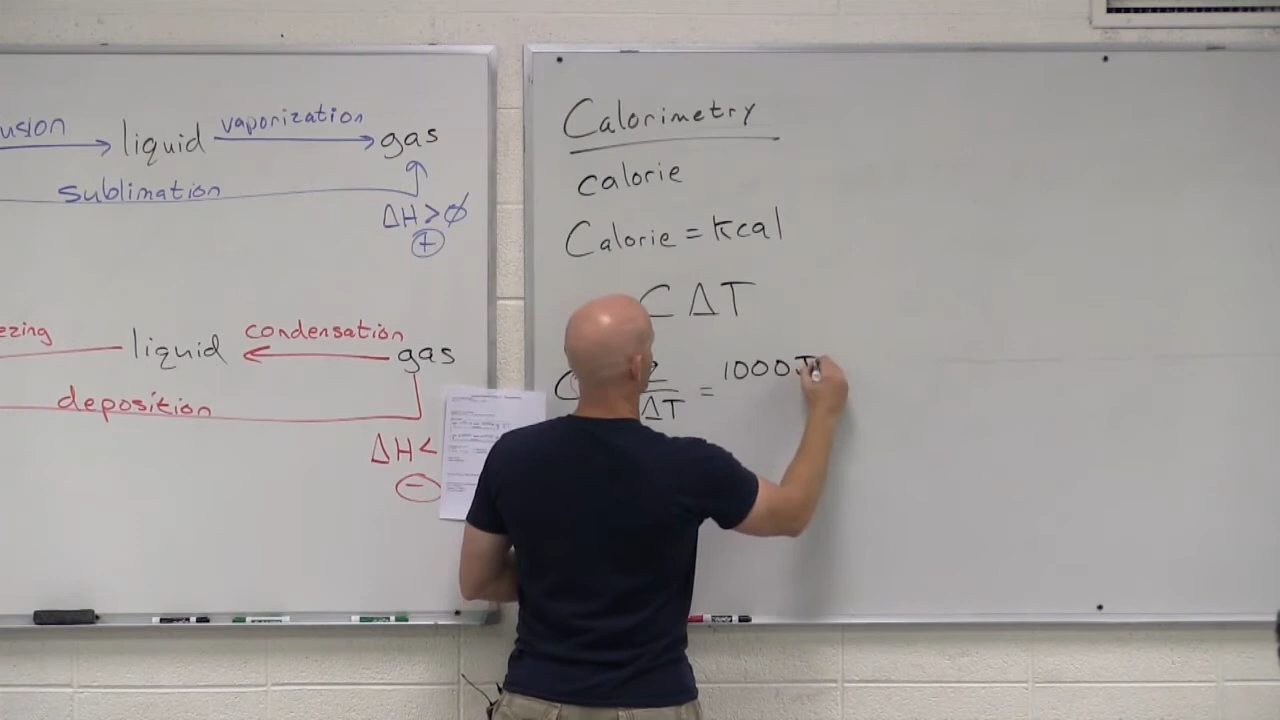 usion → liquid vaporization → gas
sublimation
ΔH > 0
+
ezing liquid condensation gas
deposition
ΔH <
−
Calorimetry
calorie
Calorie = kcal
C Δ T
C ΔT = 1000 J